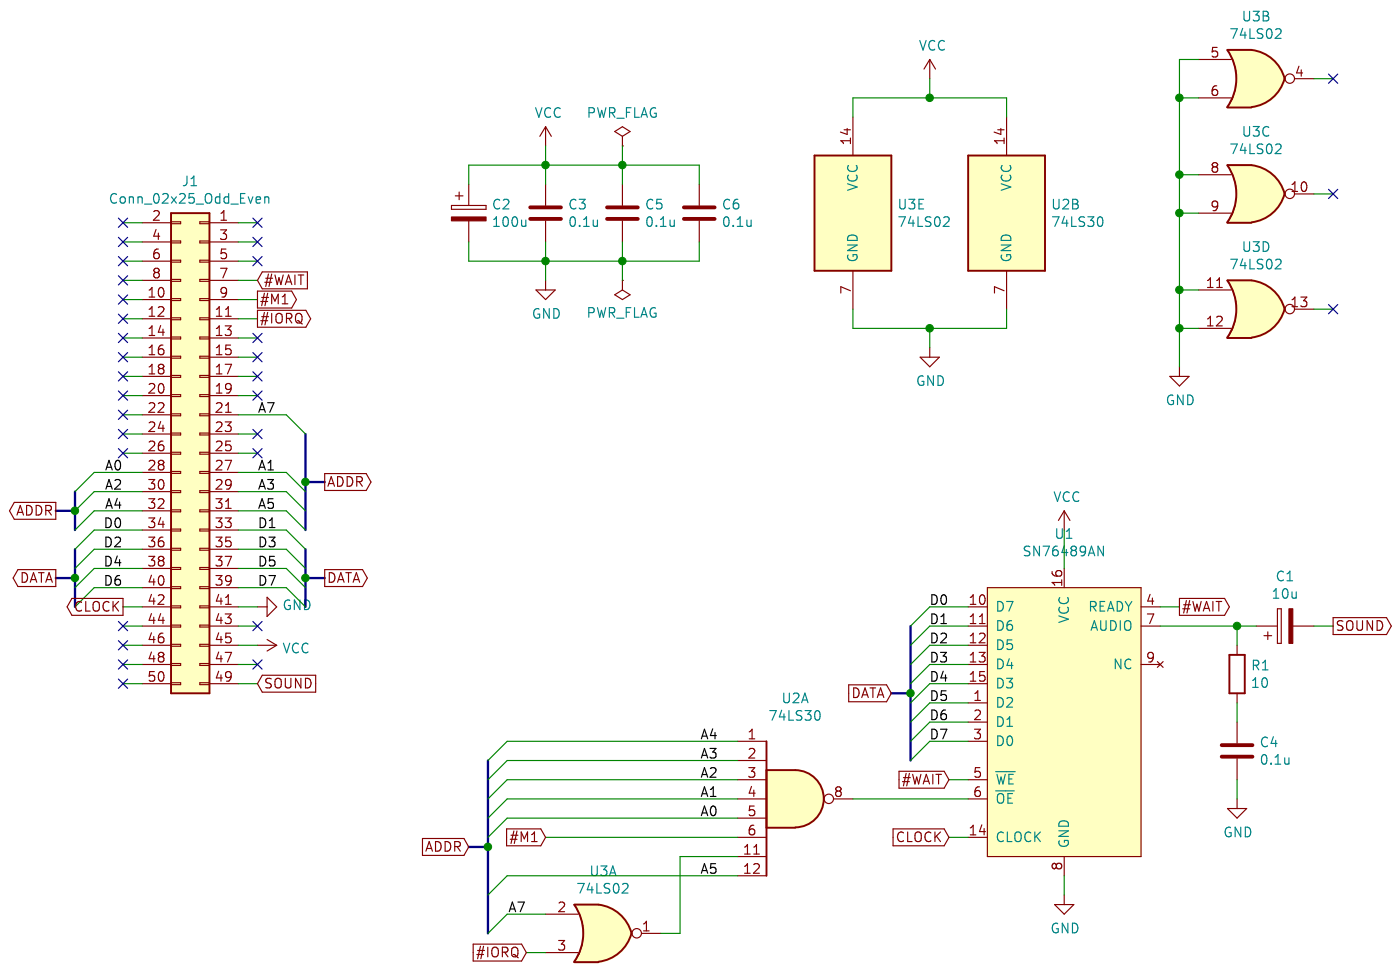 U3B
74LS02
5
6
4
U3C
74LS02
8
9
10
U3D
74LS02
11
12
13
GND
VCC
14
14
VCC
VCC
GND
GND
U3E
74LS02
U2B
74LS30
7
7
GND
VCC
PWR_FLAG
+
C2
100u
C3
0.1u
C5
0.1u
C6
0.1u
GND
PWR_FLAG
J1
Conn_02x25_Odd_Even
2 1
4 3
6 5
8 7 #WAIT
10 9 #M1
12 11 #IORQ
14 13
16 15
18 17
20 19
22 21 A7
24 23
26 25
A0 28 27 A1
A2 30 29 A3 ADDR
ADDR A4 32 31 A5
D0 34 33 D1
D2 36 35 D3
DATA D4 38 37 D5 DATA
D6 40 39 D7
CLOCK 42 41 GND
44 43
46 45 VCC
48 47
50 49 SOUND
VCC
U1
SN76489AN
16
VCC
D0 10 D7
D1 11 D6
D2 12 D5
D3 13 D4
D4 15 D3
D5 1 D2
D6 2 D1
D7 3 D0
DATA
#WAIT 5 WE
6 OE
CLOCK 14 CLOCK
READY 4 #WAIT
AUDIO 7
NC 9
GND
8
GND
C1
10u
+
SOUND
R1
10
C4
0.1u
GND
U2A
74LS30
A4 1
A3 2
A2 3
A1 4
A0 5
#M1 6
11
A5 12
8
ADDR
U3A
74LS02
A7 2
#IORQ 3
1